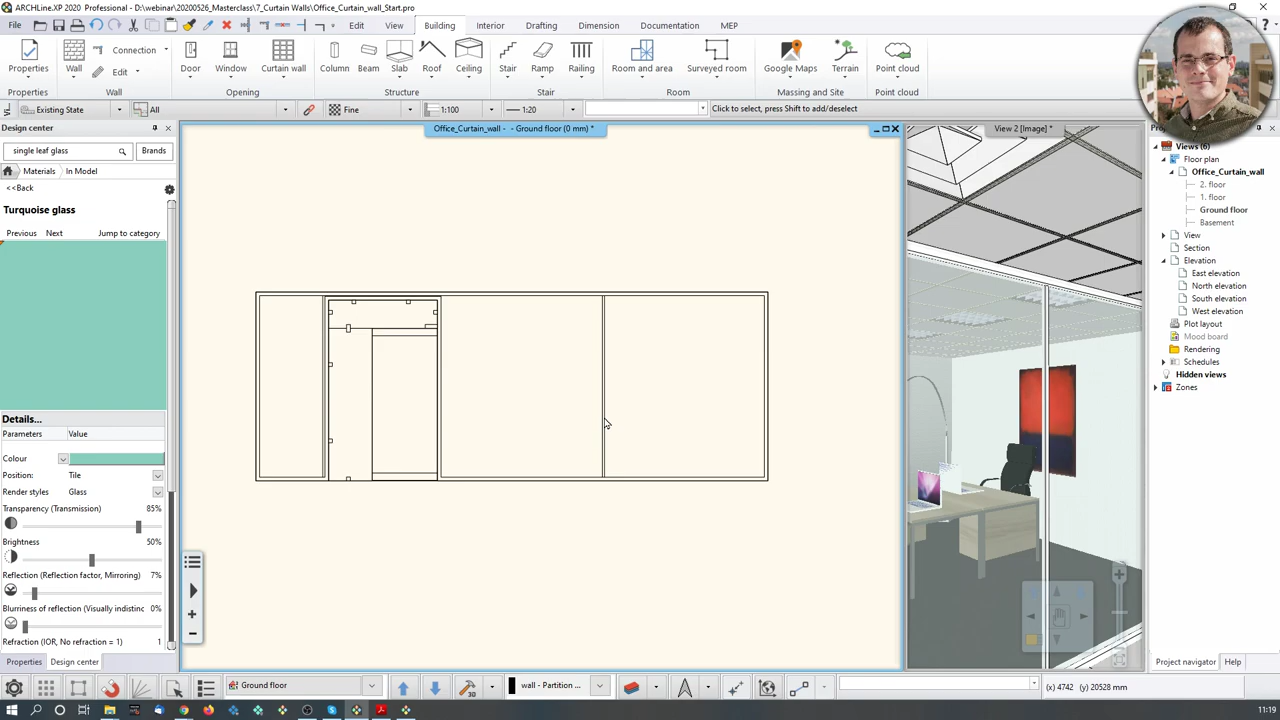 ARCHLine.XP 2020 Professional - D:\webinar\20200526_Masterclass\7_Curtain Walls\Office_Curtain_wall_Start.pro
File
Edit
View
Building
Interior
Drafting
Dimension
Documentation
MEP
Properties
Wall
Connection
Edit
Door
Window
Curtain wall
Column
Beam
Slab
Roof
Ceiling
Stair
Ramp
Railing
Room and area
Surveyed room
Google Maps
Terrain
Point cloud
Properties
Wall
Opening
Structure
Stair
Room
Massing and Site
Point cloud
Existing State
All
Fine
1:100
1:20
Click to select, press Shift to add/deselect
Design center
single leaf glass
Brands
Materials
In Model
<<Back
Turquoise glass
Previous
Next
Jump to category
Details...
Parameters
Value
Colour
Position:
Tile
Render styles
Glass
Transparency (Transmission)
85%
Brightness
50%
Reflection (Reflection factor, Mirroring)
7%
Blurriness of reflection (Visually indistinc
0%
Refraction (IOR, No refraction = 1)
1
Properties
Design center
Office_Curtain_wall - - Ground floor (0 mm) *
View 2 [Image] *
Views (6)
Floor plan
Office_Curtain_wall
2. floor
1. floor
Ground floor
Basement
View
Section
Elevation
East elevation
North elevation
South elevation
West elevation
Plot layout
Mood board
Rendering
Schedules
Hidden views
Zones
Project navigator
Help
Ground floor
wall - Partition ...
(x) 4742 (y) 20528 mm
11:19